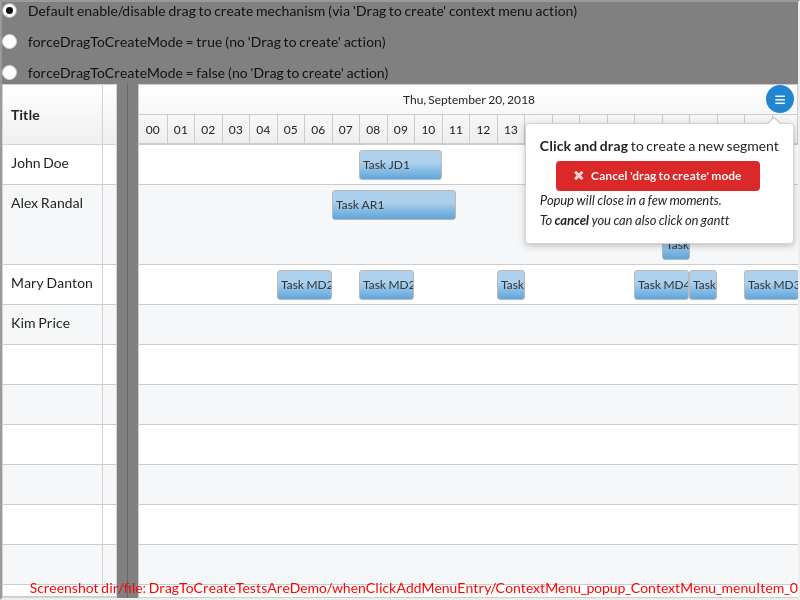 Default enable/disable drag to create mechanism (via 'Drag to create' context menu action)
forceDragToCreateMode = true (no 'Drag to create' action)
forceDragToCreateMode = false (no 'Drag to create' action)
Title
Thu, September 20, 2018
00 01 02 03 04 05 06 07 08 09 10 11 12 13
Click and drag to create a new segment
✖ Cancel 'drag to create' mode
Popup will close in a few moments.
To cancel you can also click on gantt
John Doe
Task JD1
Alex Randal
Task AR1
Task
Mary Danton
Task MD2
Task MD2
Task
Task MD4
Task
Task MD3
Kim Price
Screenshot dir/file: DragToCreateTestsAreDemo/whenClickAddMenuEntry/ContextMenu_popup_ContextMenu_menuItem_0